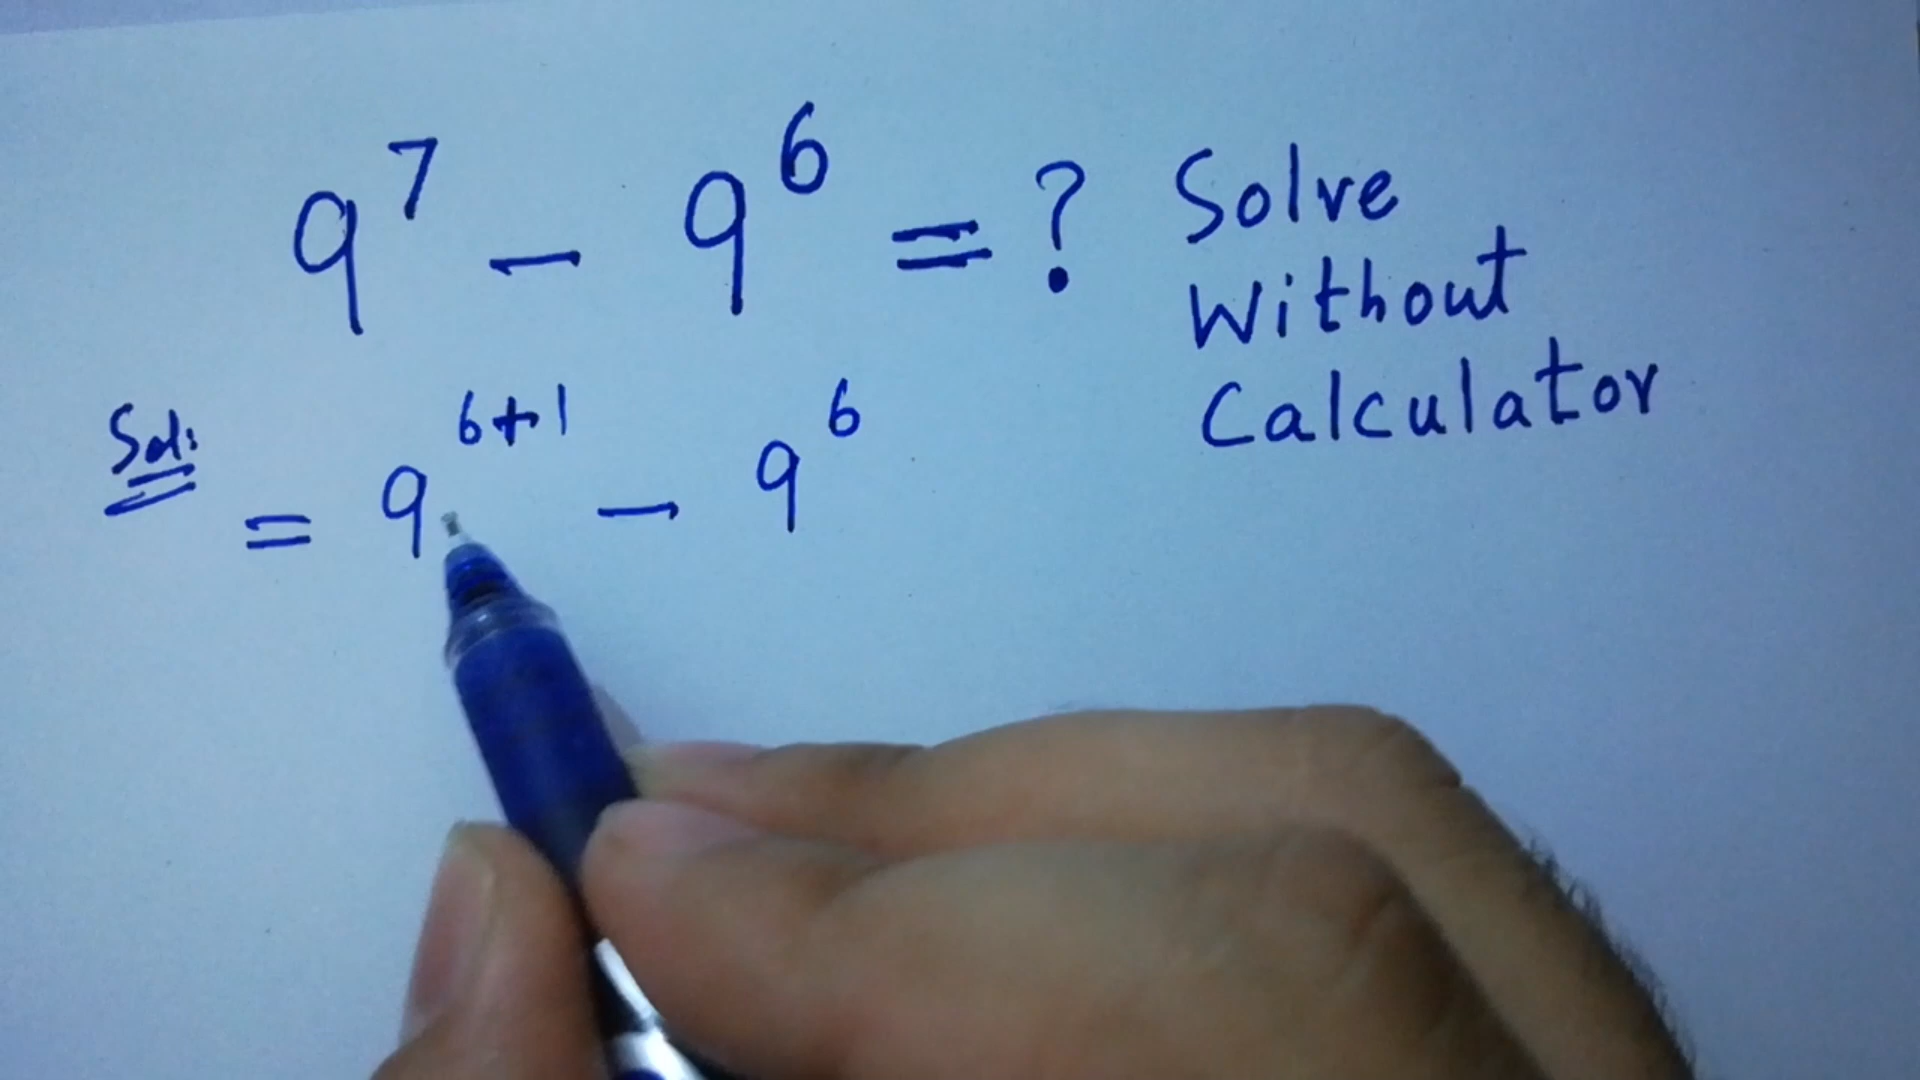 9⁷ - 9⁶ = ? Solve
Without
Calculator
Sol:
= 9⁶⁺¹ - 9⁶